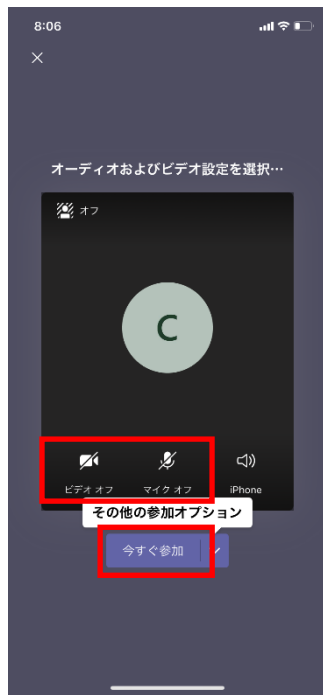 8:06
オーディオおよびビデオ設定を選択…
オフ
C
ビデオ オフ マイク オフ iPhone
その他の参加オプション
今すぐ参加